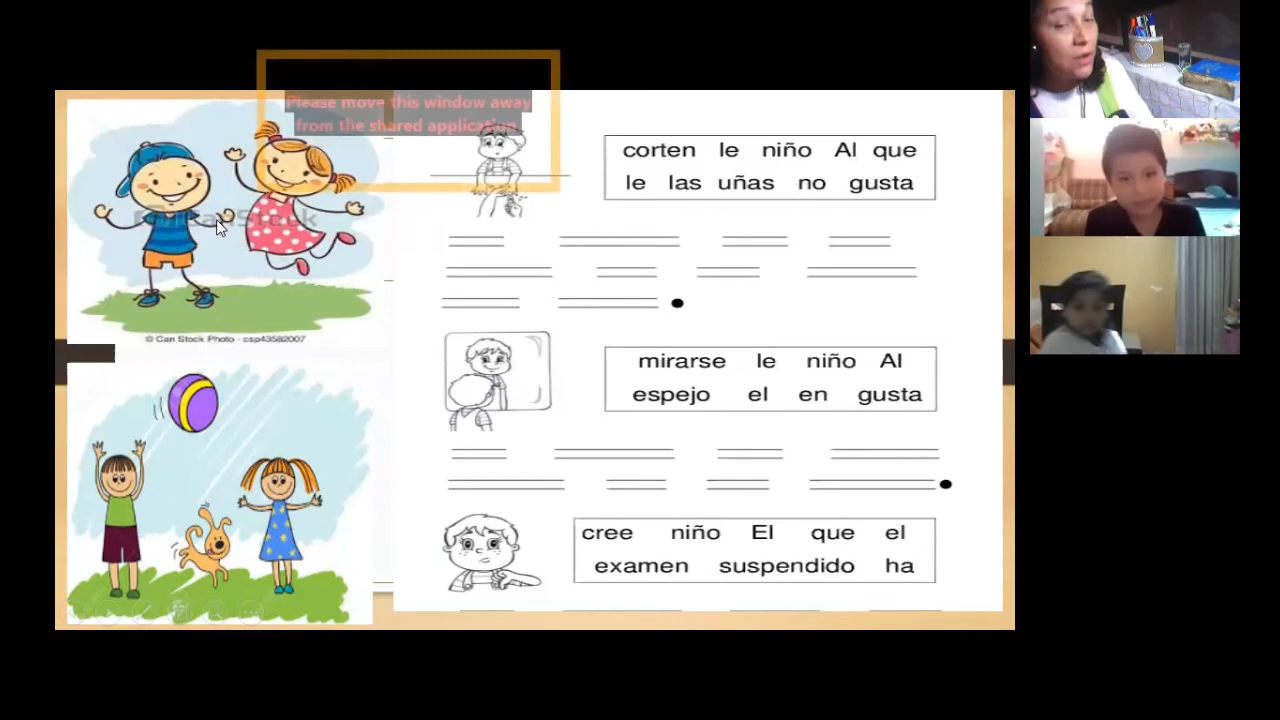 Please move this window away
from the shared application
corten le niño Al que
le las uñas no gusta
© Can Stock Photo - csp43582007
mirarse le niño Al
espejo el en gusta
cree niño El que el
examen suspendido ha